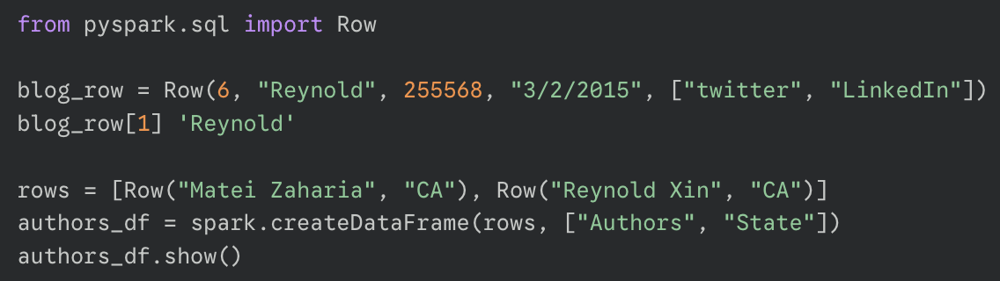 from pyspark.sql import Row
blog_row = Row(6, "Reynold", 255568, "3/2/2015", ["twitter", "LinkedIn"])
blog_row[1] 'Reynold'
rows = [Row("Matei Zaharia", "CA"), Row("Reynold Xin", "CA")]
authors_df = spark.createDataFrame(rows, ["Authors", "State"])
authors_df.show()